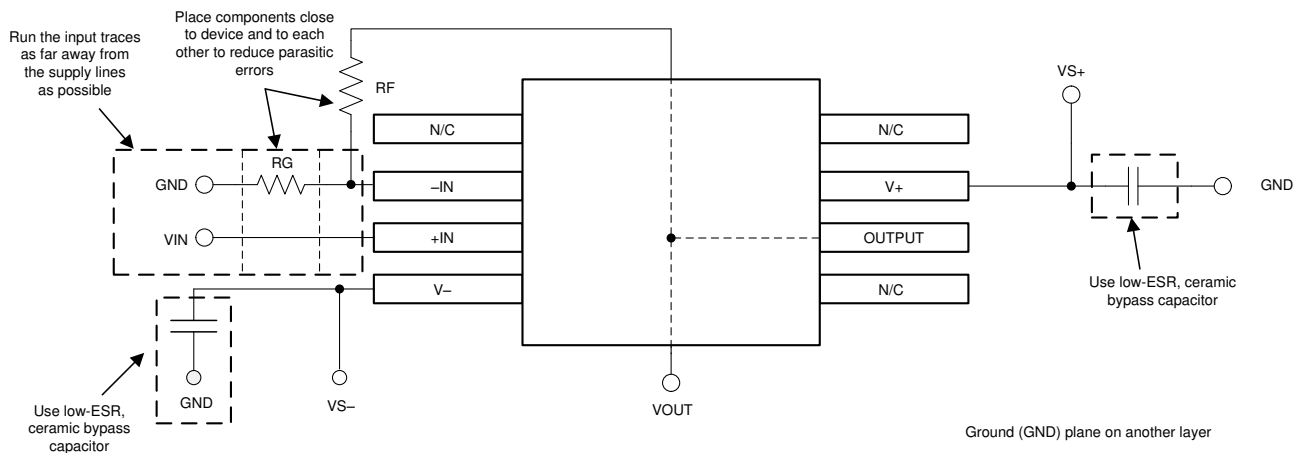 Run the input traces
as far away from
the supply lines
as possible
Place components close
to device and to each
other to reduce parasitic
errors
RF
N/C
–IN
+IN
V–
RG
GND
VIN
N/C
V+
OUTPUT
N/C
VS+
GND
Use low-ESR, ceramic
bypass capacitor
GND
Use low-ESR,
ceramic bypass
capacitor
VS–
VOUT
Ground (GND) plane on another layer